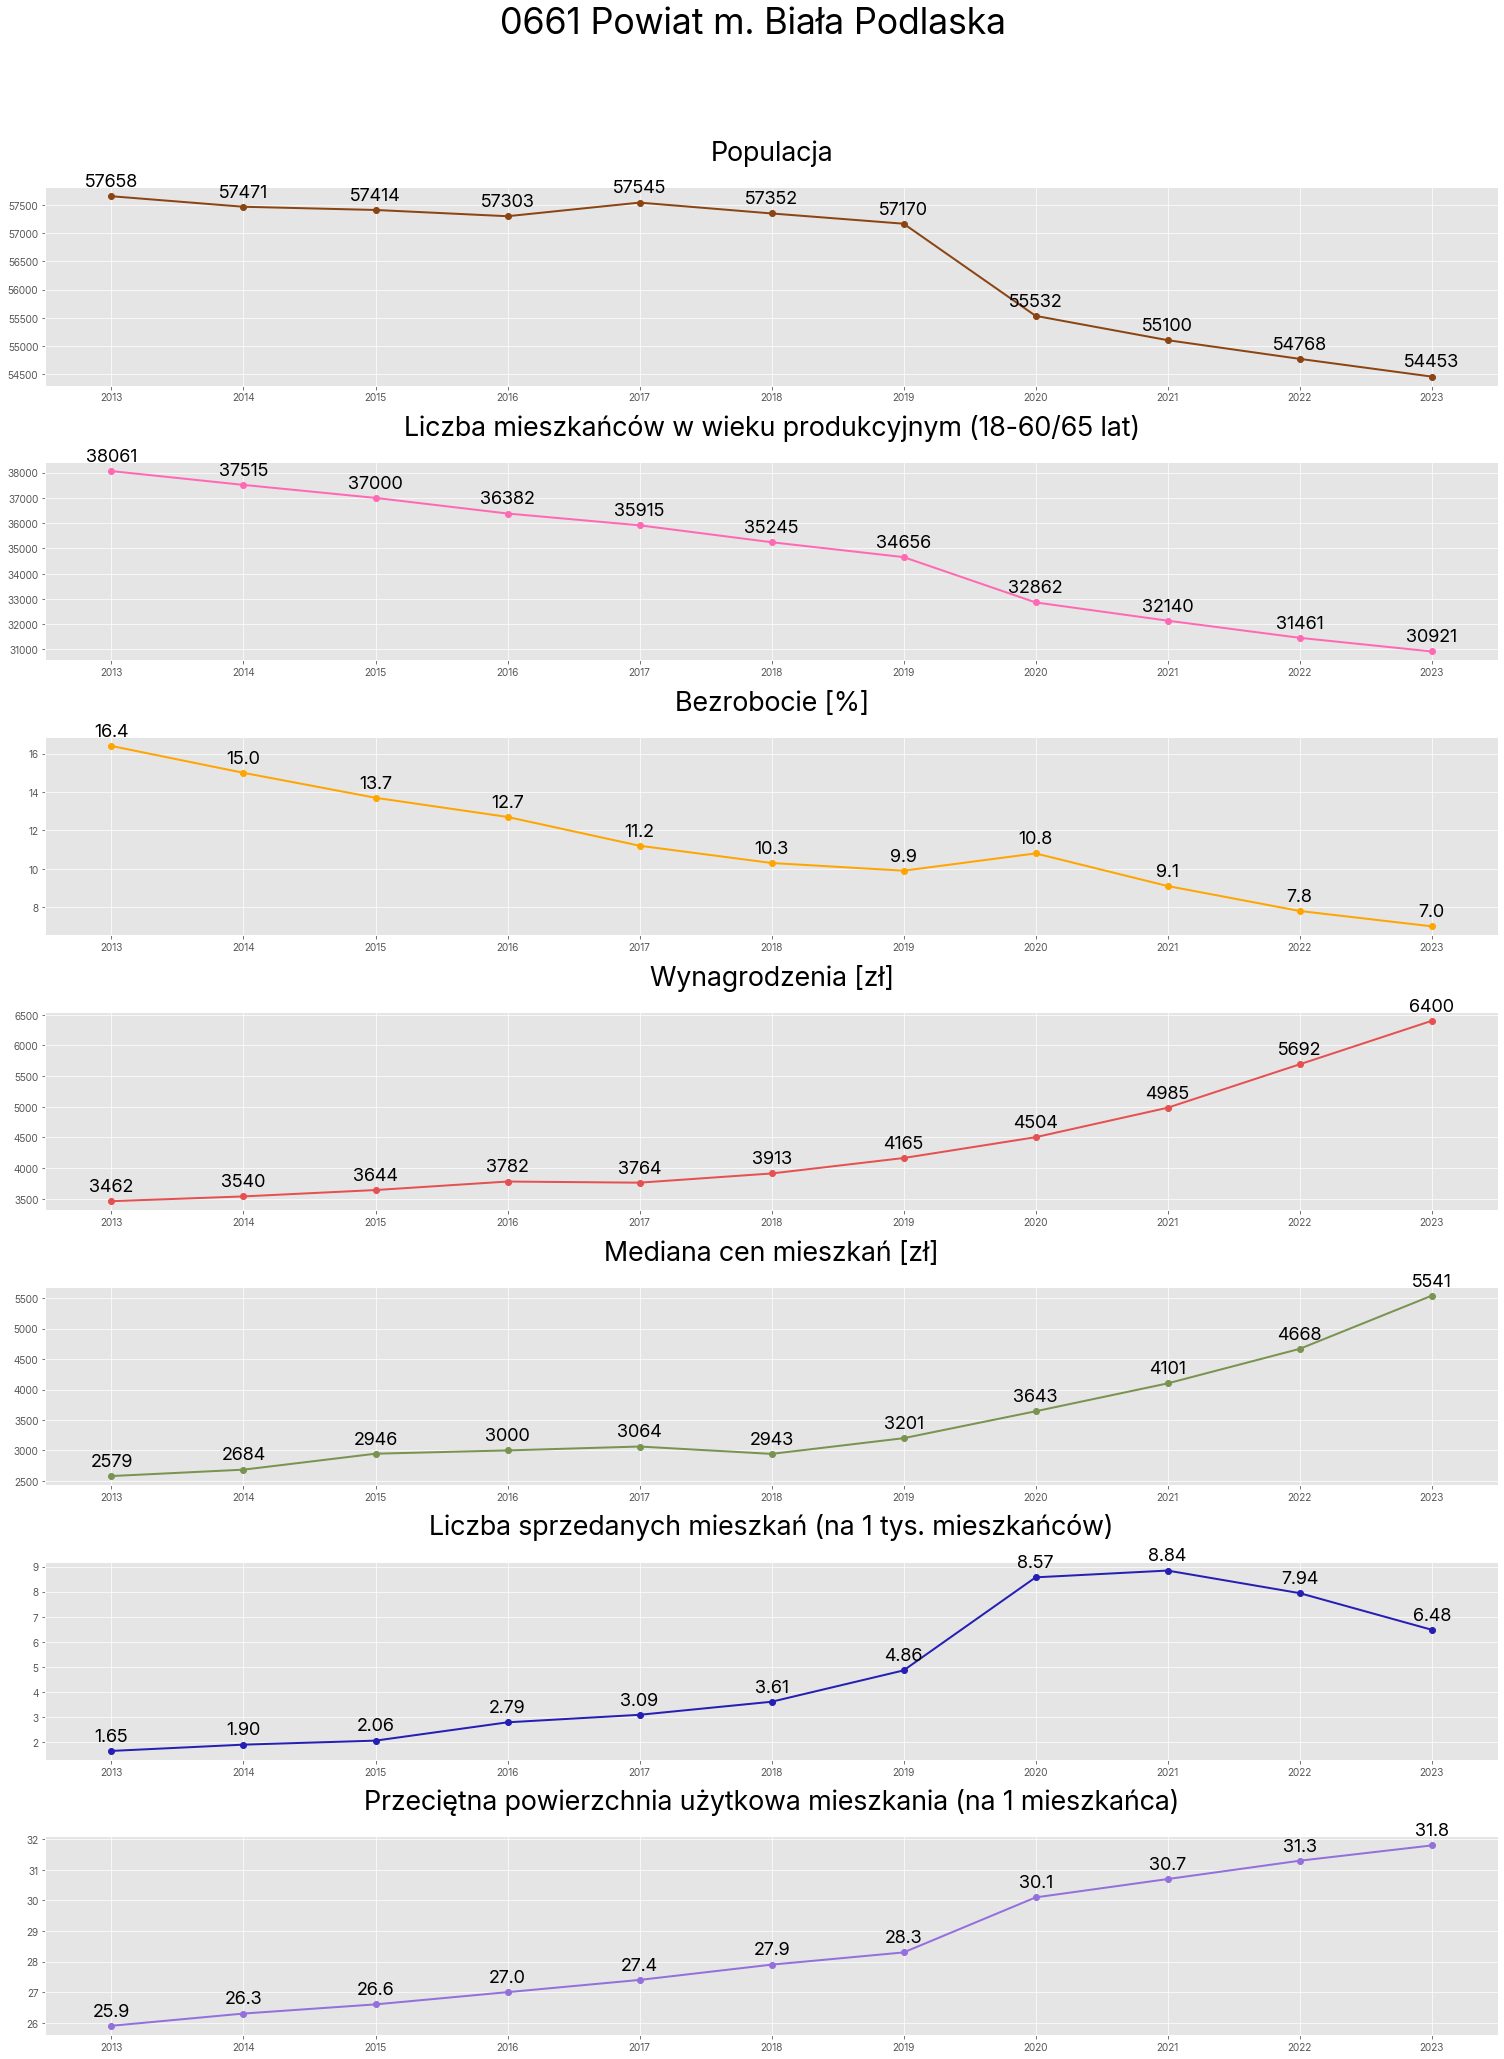 0661 Powiat m. Biała Podlaska
Populacja
57658 57471 57414 57303 57545 57352 57170 55532 55100 54768 54453
57500
57000
56500
56000
55500
55000
54500
2013 2014 2015 2016 2017 2018 2019 2020 2021 2022 2023
Liczba mieszkańców w wieku produkcyjnym (18-60/65 lat)
38061 37515 37000 36382 35915 35245 34656 32862 32140 31461 30921
38000
37000
36000
35000
34000
33000
32000
31000
2013 2014 2015 2016 2017 2018 2019 2020 2021 2022 2023
Bezrobocie [%]
16.4 15.0 13.7 12.7 11.2 10.3 9.9 10.8 9.1 7.8 7.0
16
14
12
10
8
2013 2014 2015 2016 2017 2018 2019 2020 2021 2022 2023
Wynagrodzenia [zł]
3462 3540 3644 3782 3764 3913 4165 4504 4985 5692 6400
6500
6000
5500
5000
4500
4000
3500
2013 2014 2015 2016 2017 2018 2019 2020 2021 2022 2023
Mediana cen mieszkań [zł]
2579 2684 2946 3000 3064 2943 3201 3643 4101 4668 5541
5500
5000
4500
4000
3500
3000
2500
2013 2014 2015 2016 2017 2018 2019 2020 2021 2022 2023
Liczba sprzedanych mieszkań (na 1 tys. mieszkańców)
1.65 1.90 2.06 2.79 3.09 3.61 4.86 8.57 8.84 7.94 6.48
9
8
7
6
5
4
3
2
2013 2014 2015 2016 2017 2018 2019 2020 2021 2022 2023
Przeciętna powierzchnia użytkowa mieszkania (na 1 mieszkańca)
25.9 26.3 26.6 27.0 27.4 27.9 28.3 30.1 30.7 31.3 31.8
32
31
30
29
28
27
26
2013 2014 2015 2016 2017 2018 2019 2020 2021 2022 2023